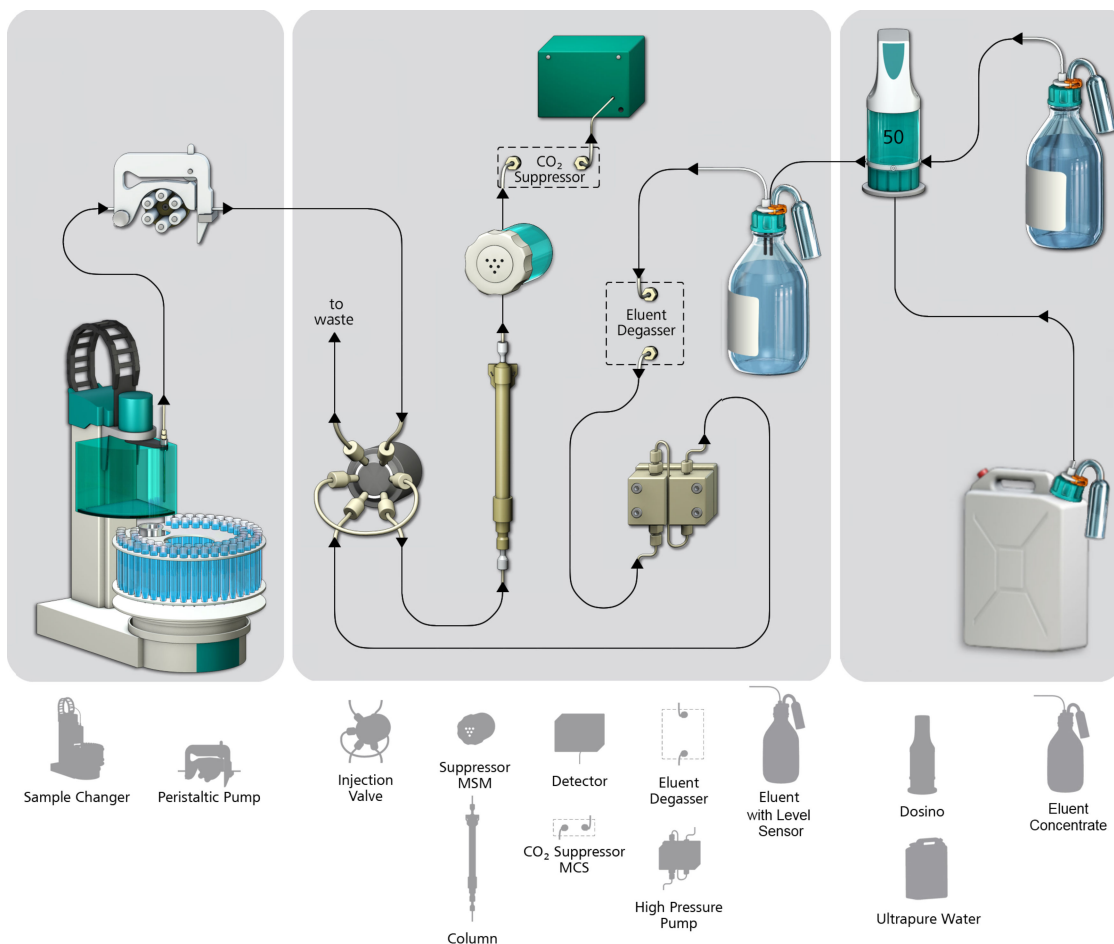 50
CO₂
Suppressor
to
waste
Eluent
Degasser
Sample Changer
Peristaltic Pump
Injection
Valve
Suppressor
MSM
Column
Detector
CO₂ Suppressor
MCS
Eluent
Degasser
High Pressure
Pump
Eluent
with Level
Sensor
Dosino
Ultrapure Water
Eluent
Concentrate